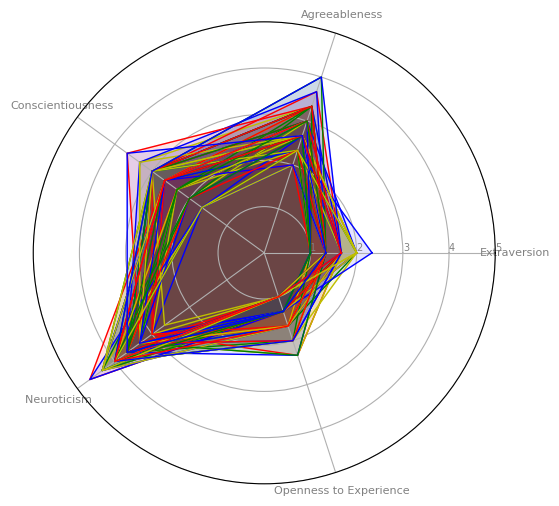 Agreeableness
Conscientiousness
1 2 3 4 5
Extraversion
Neuroticism
Openness to Experience